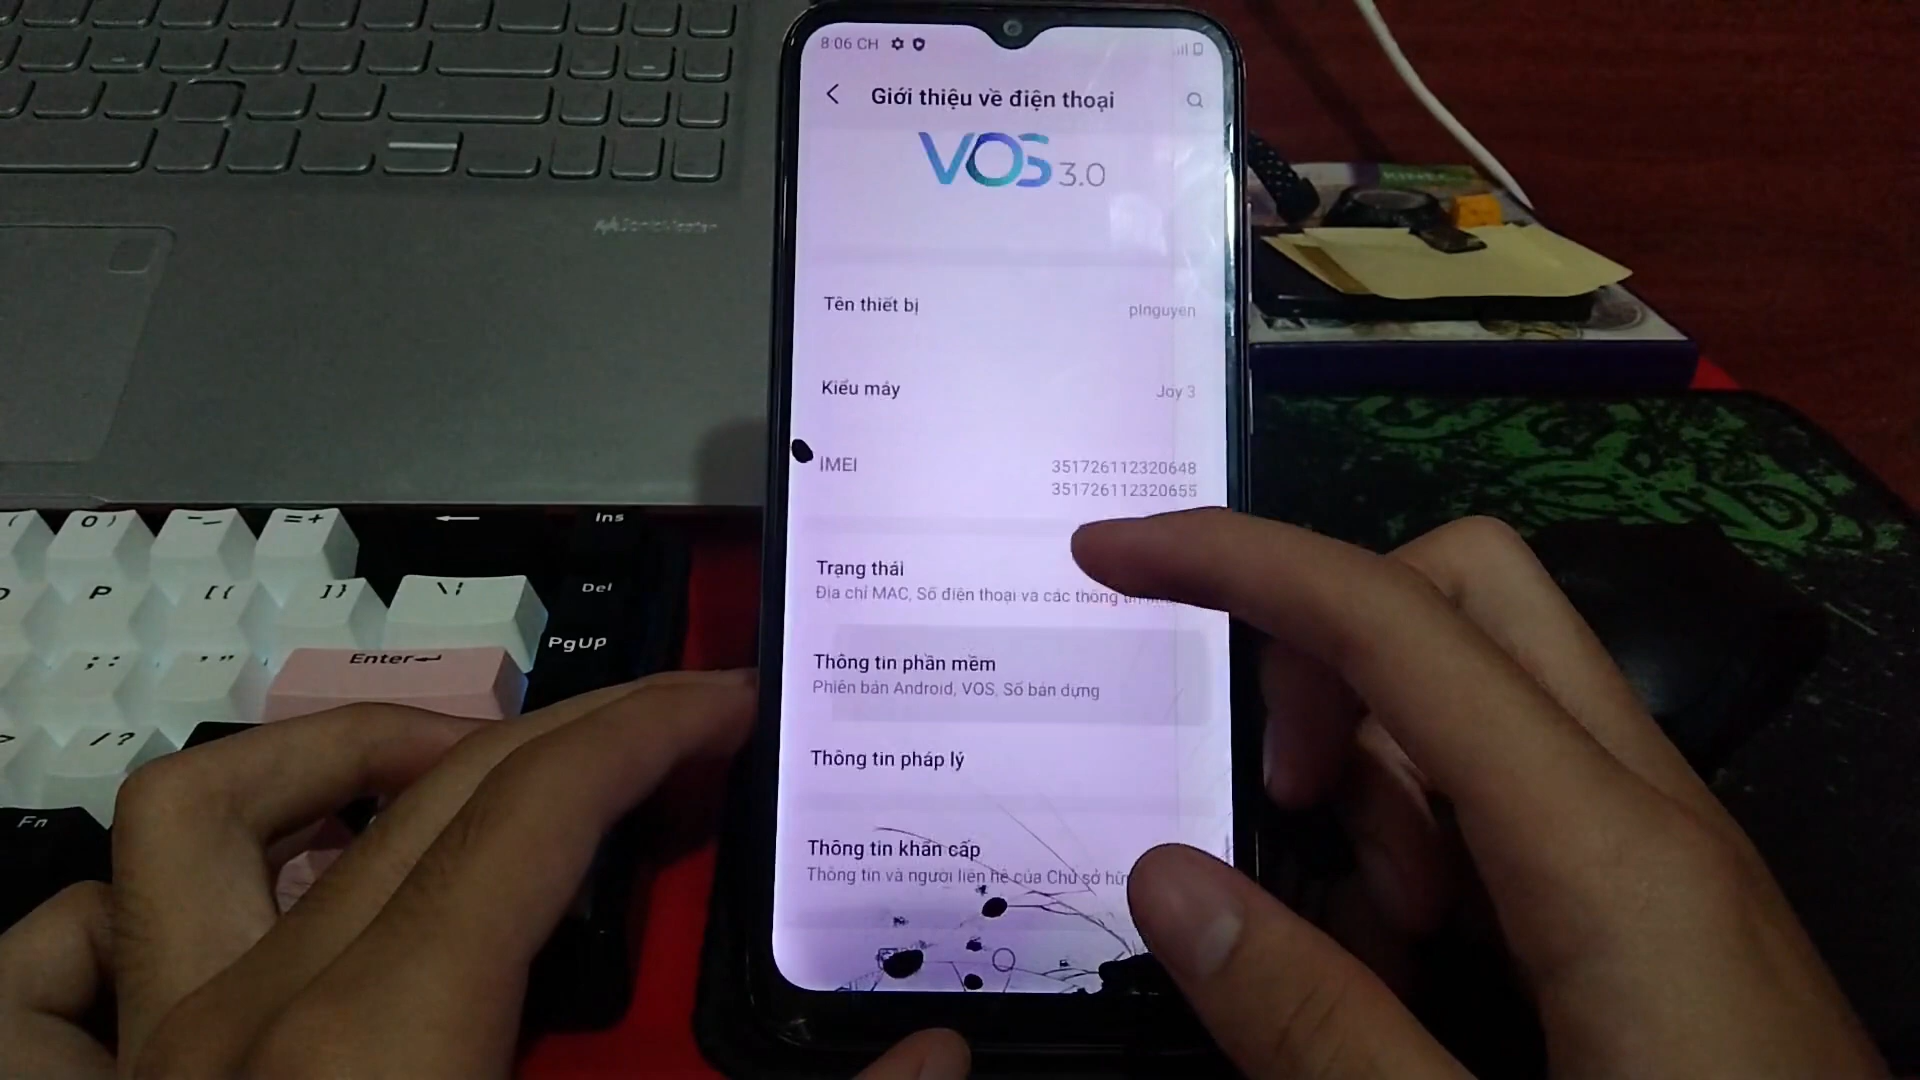 8:06 CH
Giới thiệu về điện thoại
VOS 3.0
Tên thiết bị
plnguyen
Kiểu máy
Joy 3
IMEI
351726112320648
351726112320655
Trạng thái
Địa chỉ MAC, Số điện thoại và các thông
Thông tin phần mềm
Phiên bản Android, VOS, Số bản dựng
Thông tin pháp lý
Thông tin khẩn cấp
Thông tin và người liên hệ của Chủ sở hữu
SonicMaster
0 )
- _
= +
Ins
P
[ {
] }
\ |
Del
; :
' "
Enter
PgUp
>
/ ?
Fn